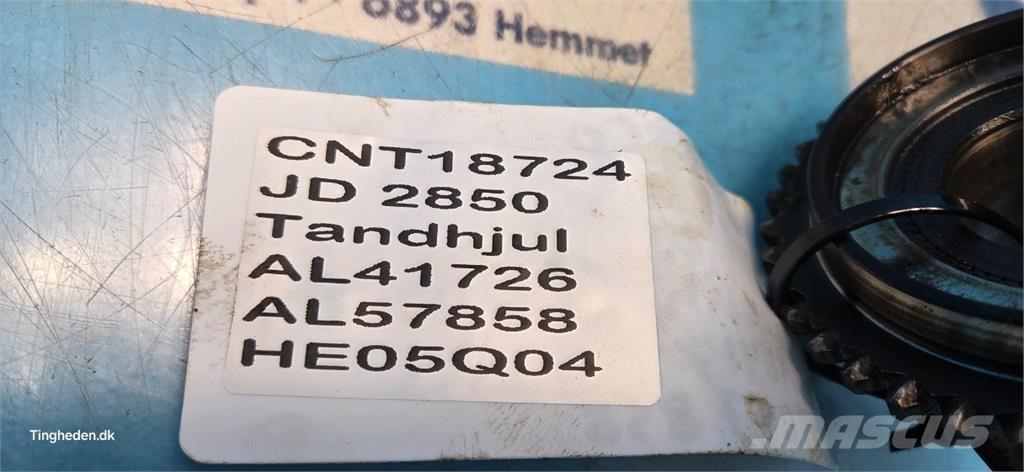 6893 Hemmet
CNT18724
JD 2850
Tandhjul
AL41726
AL57858
HE05Q04
Tingheden.dk
MASCUS